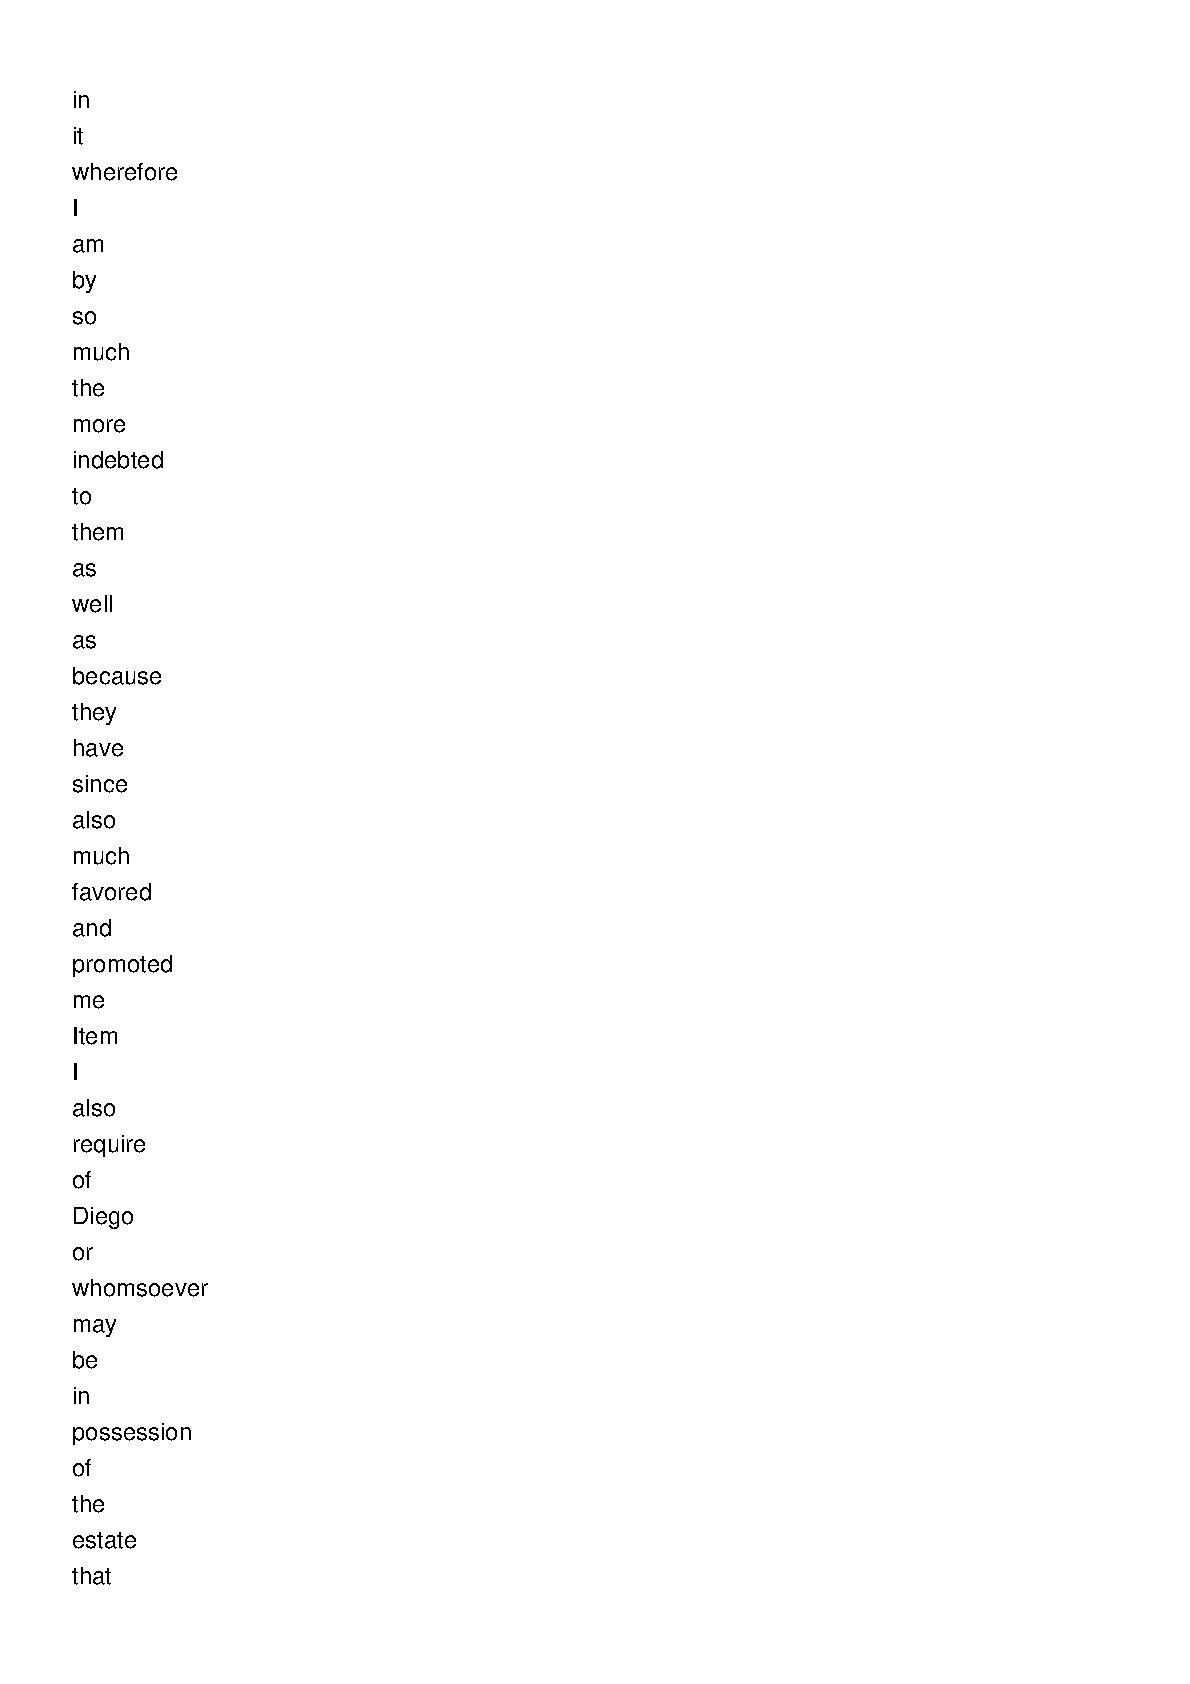 in
it
wherefore
I
am
by
so
much
the
more
indebted
to
them
as
well
as
because
they
have
since
also
much
favored
and
promoted
me
Item
I
also
require
of
Diego
or
whomsoever
may
be
in
possession
of
the
estate
that